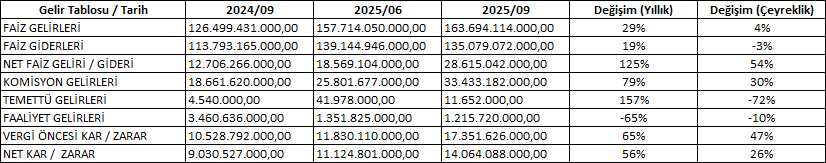 Gelir Tablosu / Tarih 2024/09 2025/06 2025/09 Değişim (Yıllık) Değişim (Çeyreklik)
FAİZ GELİRLERİ 126.499.431.000,00 157.714.050.000,00 163.694.114.000,00 29% 4%
FAİZ GİDERLERİ 113.793.165.000,00 139.144.946.000,00 135.079.072.000,00 19% -3%
NET FAİZ GELİRİ / GİDERİ 12.706.266.000,00 18.569.104.000,00 28.615.042.000,00 125% 54%
KOMİSYON GELİRLERİ 18.661.620.000,00 25.801.677.000,00 33.433.182.000,00 79% 30%
TEMETTÜ GELİRLERİ 4.540.000,00 41.978.000,00 11.652.000,00 157% -72%
FAALİYET GELİRLERİ 3.460.636.000,00 1.351.825.000,00 1.215.720.000,00 -65% -10%
VERGİ ÖNCESİ KAR / ZARAR 10.528.792.000,00 11.830.110.000,00 17.351.626.000,00 65% 47%
NET KAR / ZARAR 9.030.527.000,00 11.124.801.000,00 14.064.088.000,00 56% 26%